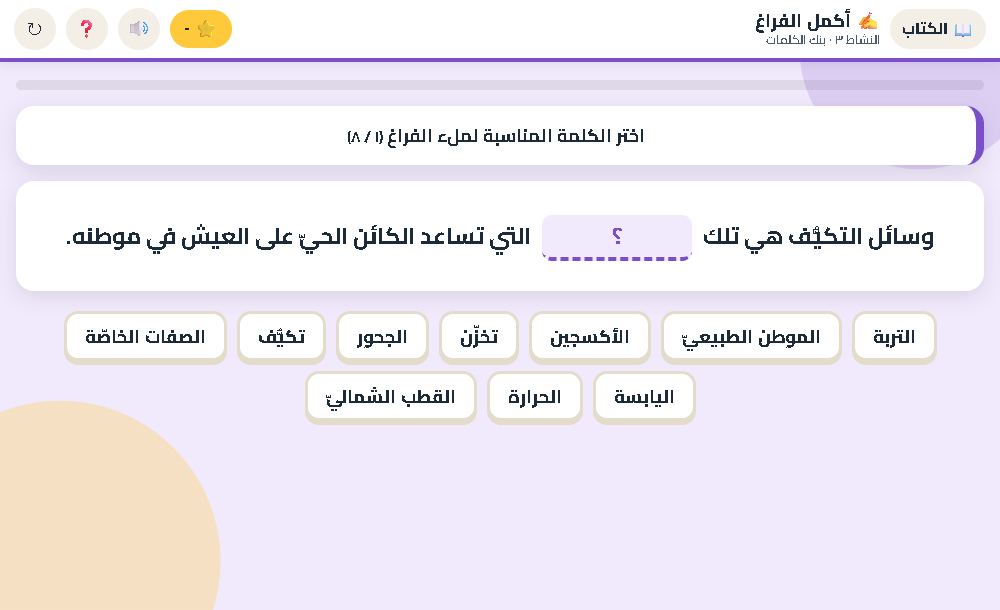 الكتاب
أكمل الفراغ
النشاط ٣ · بنك الكلمات
-
اختر الكلمة المناسبة لملء الفراغ (١ / ٨)
وسائل التكيُّف هي تلك ؟ التي تساعد الكائن الحيّ على العيش في موطنه.
التربة الموطن الطبيعيّ الأكسجين تخزّن الجحور تكيُّف الصفات الخاصّة
اليابسة الحرارة القطب الشماليّ